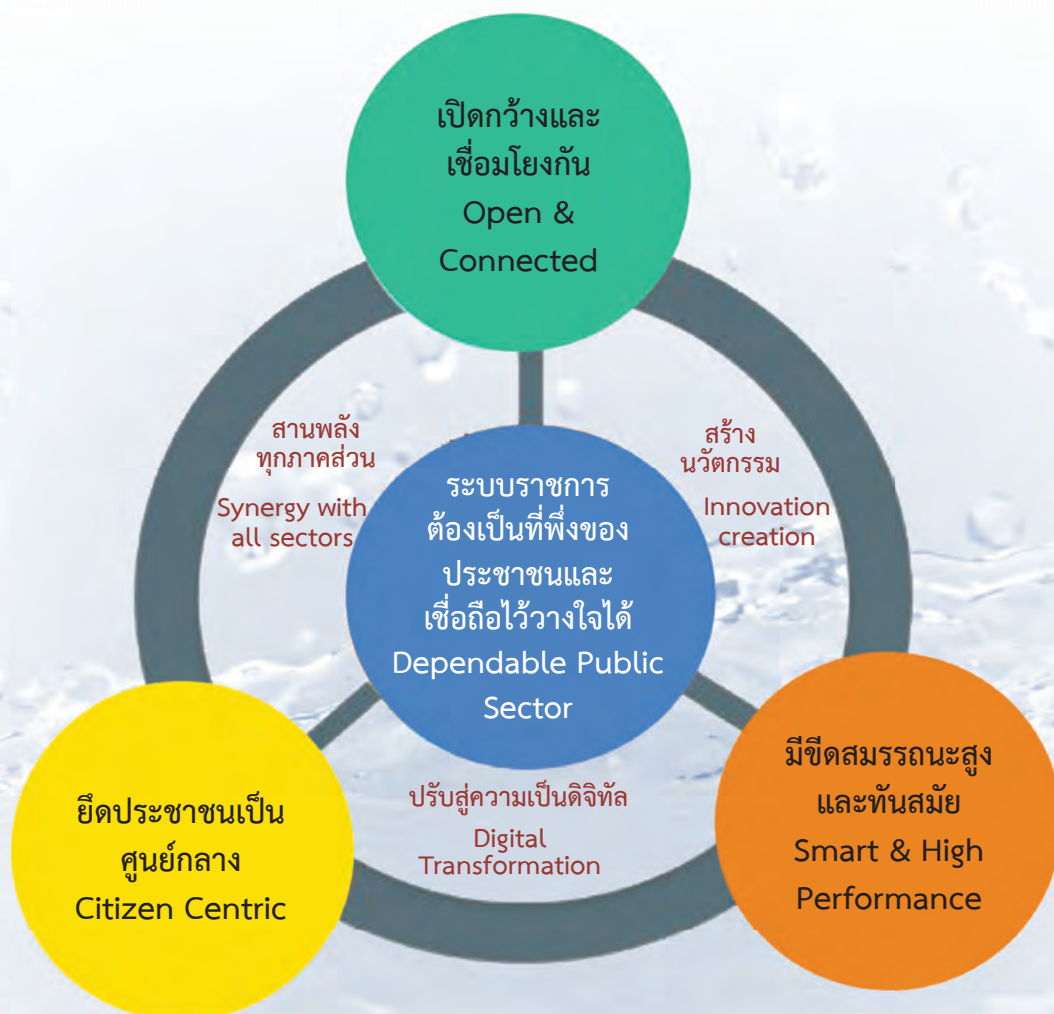 เปิดกว้างและ
เชื่อมโยงกัน
Open &
Connected
สานพลัง
ทุกภาคส่วน
Synergy with
all sectors
สร้าง
นวัตกรรม
Innovation
creation
ระบบราชการ
ต้องเป็นที่พึ่งของ
ประชาชนและ
เชื่อถือไว้วางใจได้
Dependable Public
Sector
ยึดประชาชนเป็น
ศูนย์กลาง
Citizen Centric
ปรับสู่ความเป็นดิจิทัล
Digital
Transformation
มีขีดสมรรถนะสูง
และทันสมัย
Smart & High
Performance